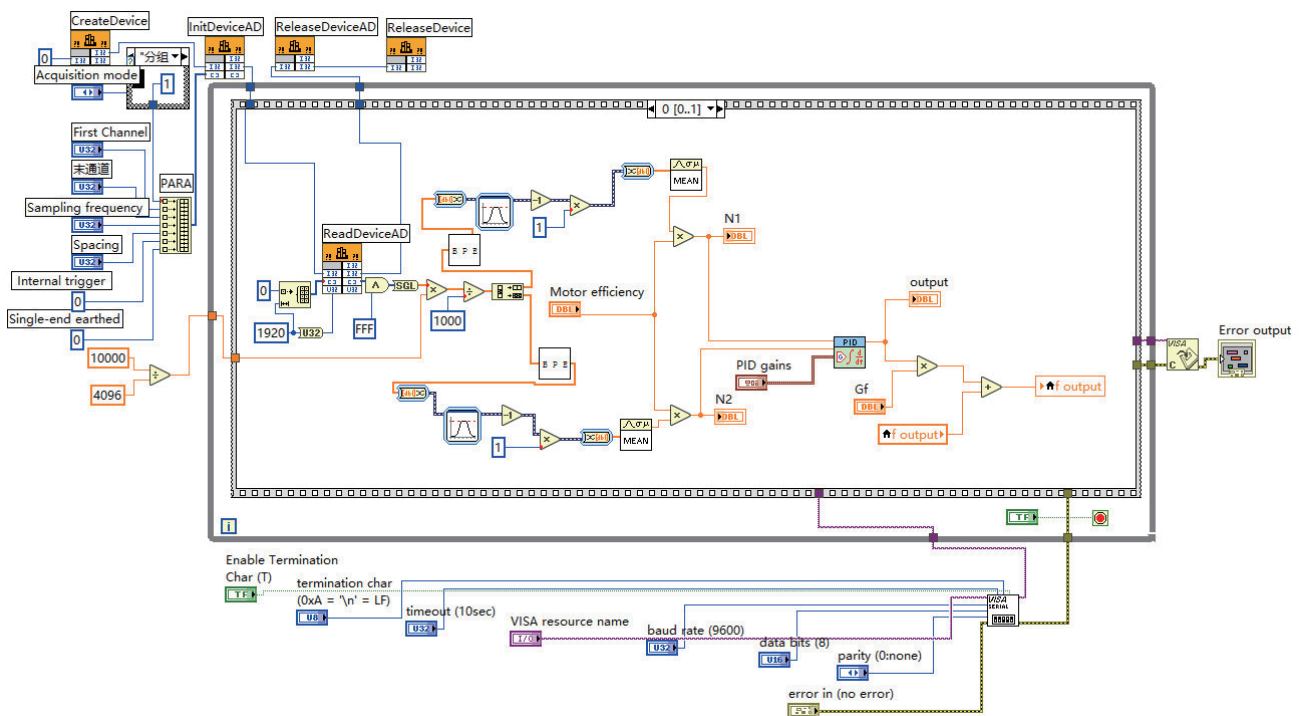 CreateDevice
InitDeviceAD
ReleaseDeviceAD
ReleaseDevice
0
"分组
Acquisition mode
1
0 [0..1]
First Channel
U32
末通道
U32
PARA
Sampling frequency
U32
Spacing
U32
Internal trigger
0
Single-end earthed
0
10000
4096
MEAN
1
N1
DBL
ReadDeviceAD
B P E
0
SGL
1920
U32
FFF
1000
Motor efficiency
DBL
output
DBL
B P E
PID
PID gains
N2
DBL
Gf
DBL
f output
f output
MEAN
1
VISA
C
Error output
i
TF
Enable Termination
Char (T)
TF
termination char
(0xA = '\n' = LF)
U8
timeout (10sec)
U32
VISA resource name
I/O
baud rate (9600)
U32
data bits (8)
U16
parity (0:none)
error in (no error)
VISA
SERIAL